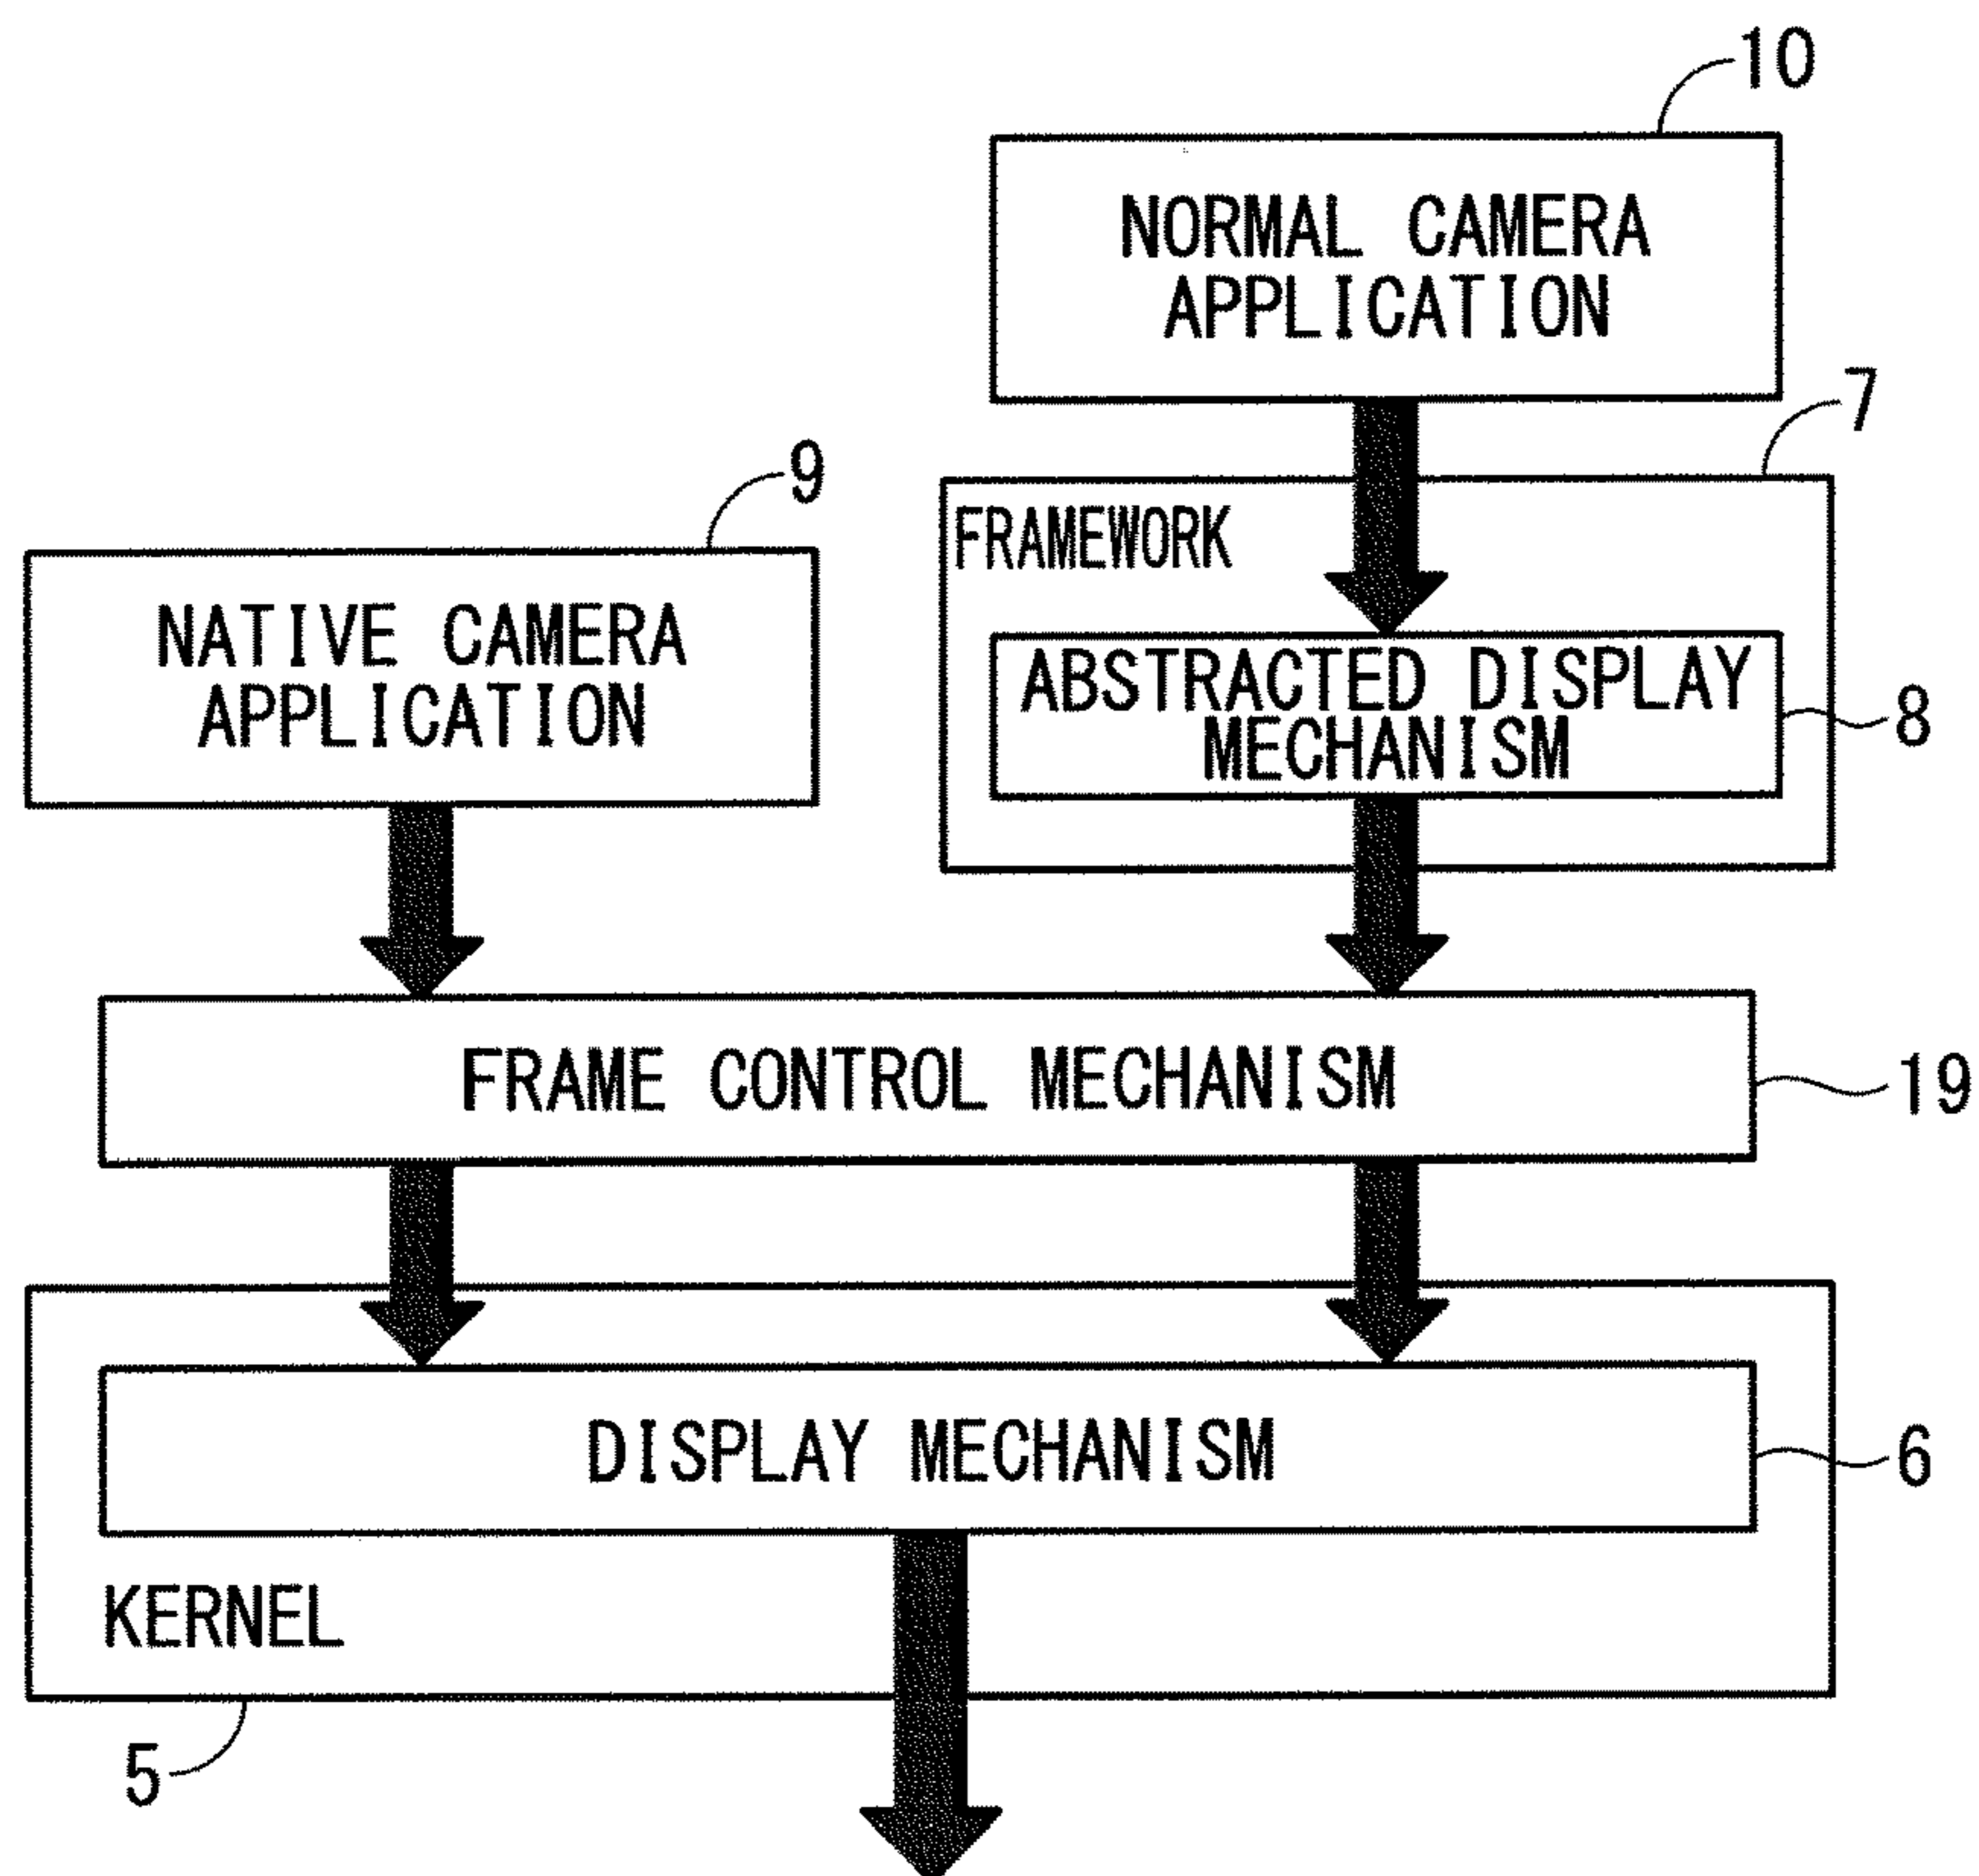 10
NORMAL CAMERA
APPLICATION
7
FRAMEWORK
9
NATIVE CAMERA
APPLICATION
ABSTRACTED DISPLAY
MECHANISM
8
FRAME CONTROL MECHANISM
19
DISPLAY MECHANISM
6
KERNEL
5